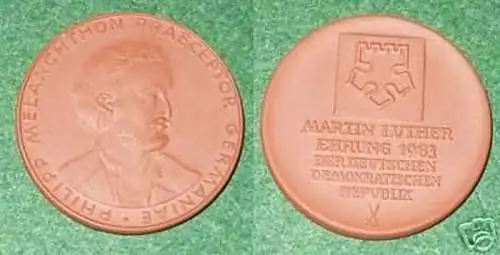 PHILIPP MELANCHTHON PRAECEPTOR GERMANIAE
MARTIN LUTHER
EHRUNG 1983
DER DEUTSCHEN
DEMOKRATISCHEN
REPUBLIK